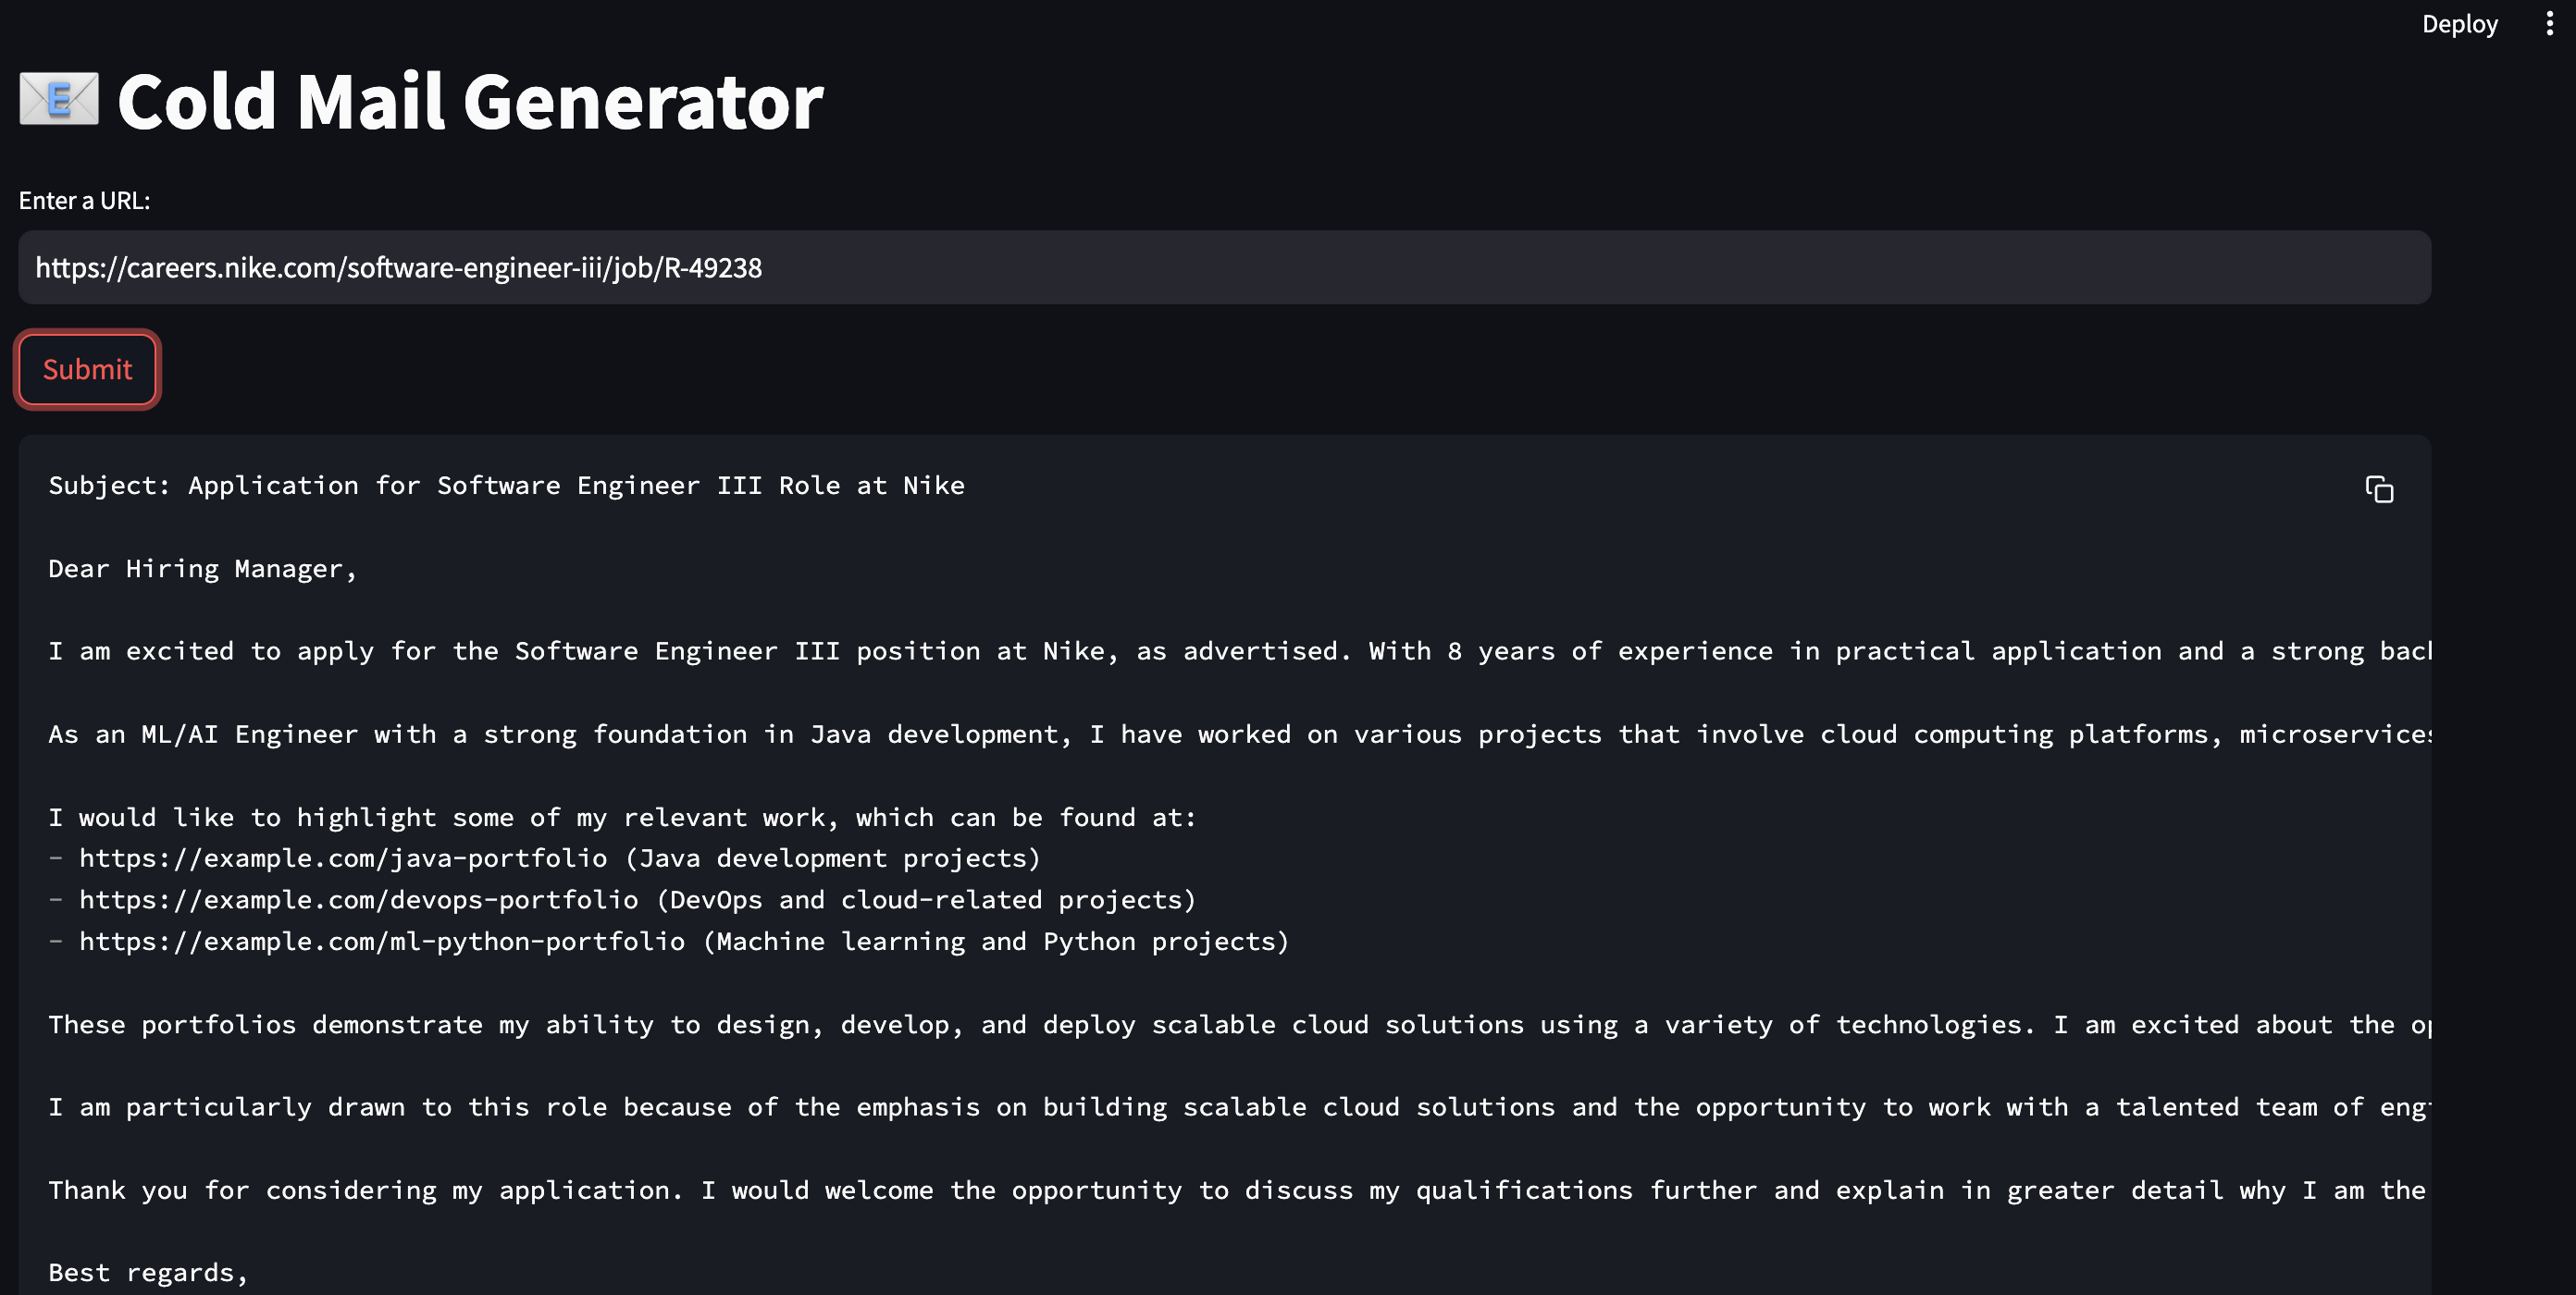 Deploy
Cold Mail Generator
Enter a URL:
https://careers.nike.com/software-engineer-iii/job/R-49238
Submit
Subject: Application for Software Engineer III Role at Nike
Dear Hiring Manager,
I am excited to apply for the Software Engineer III position at Nike, as advertised. With 8 years of experience in practical application and a strong
As an ML/AI Engineer with a strong foundation in Java development, I have worked on various projects that involve cloud computing platforms, microservices
I would like to highlight some of my relevant work, which can be found at:
- https://example.com/java-portfolio (Java development projects)
- https://example.com/devops-portfolio (DevOps and cloud-related projects)
- https://example.com/ml-python-portfolio (Machine learning and Python projects)
These portfolios demonstrate my ability to design, develop, and deploy scalable cloud solutions using a variety of technologies. I am excited about the
I am particularly drawn to this role because of the emphasis on building scalable cloud solutions and the opportunity to work with a talented team of
Thank you for considering my application. I would welcome the opportunity to discuss my qualifications further and explain in greater detail why I am the
Best regards,